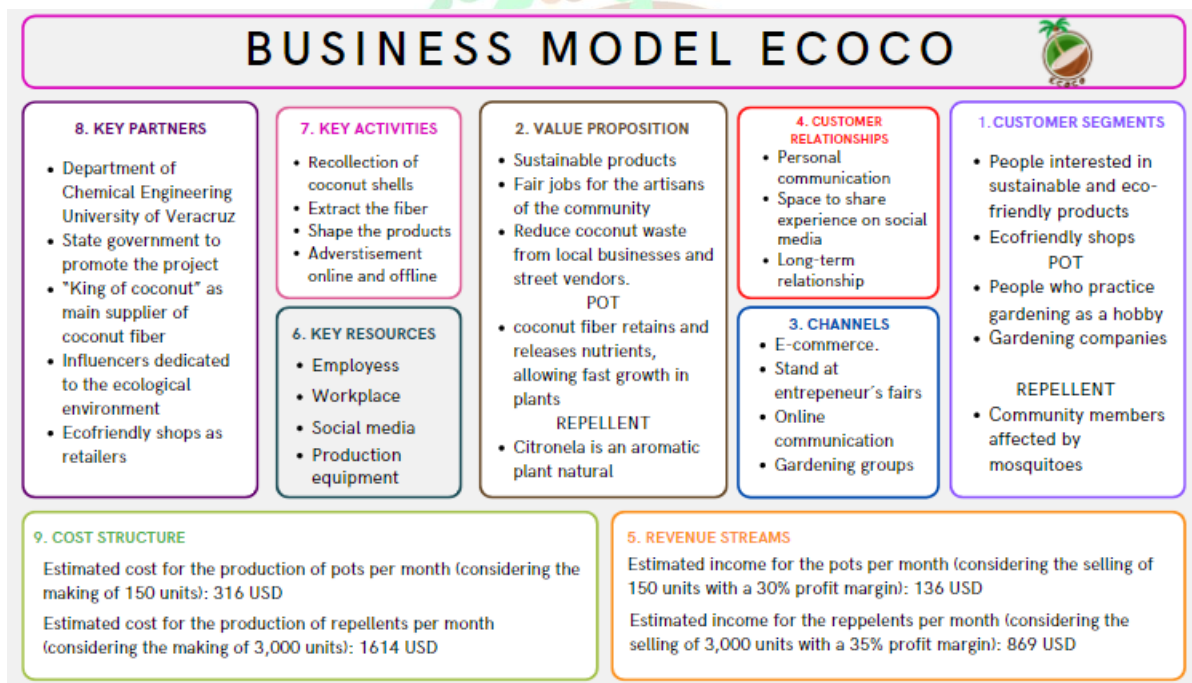 BUSINESS MODEL ECOCO
Ecoco
8. KEY PARTNERS
• Department of
Chemical Engineering
University of Veracruz
• State government to
promote the project
• "King of coconut" as
main supplier of
coconut fiber
• Influencers dedicated
to the ecological
environment
• Ecofriendly shops as
retailers
7. KEY ACTIVITIES
• Recollection of
coconut shells
• Extract the fiber
• Shape the products
• Adverstisement
online and offline
6. KEY RESOURCES
• Employess
• Workplace
• Social media
• Production
equipment
2. VALUE PROPOSITION
• Sustainable products
• Fair jobs for the artisans
of the community
• Reduce coconut waste
from local businesses and
street vendors.
POT
• coconut fiber retains and
releases nutrients,
allowing fast growth in
plants
REPELLENT
• Citronela is an aromatic
plant natural
4. CUSTOMER
RELATIONSHIPS
• Personal
communication
• Space to share
experience on social
media
• Long-term
relationship
3. CHANNELS
• E-commerce.
• Stand at
entrepeneur´s fairs
• Online
communication
• Gardening groups
1. CUSTOMER SEGMENTS
• People interested in
sustainable and eco-
friendly products
• Ecofriendly shops
POT
• People who practice
gardening as a hobby
• Gardening companies
REPELLENT
• Community members
affected by
mosquitoes
9. COST STRUCTURE
Estimated cost for the production of pots per month (considering the
making of 150 units): 316 USD
Estimated cost for the production of repellents per month
(considering the making of 3,000 units): 1614 USD
5. REVENUE STREAMS
Estimated income for the pots per month (considering the selling of
150 units with a 30% profit margin): 136 USD
Estimated income for the reppelents per month (considering the
selling of 3,000 units with a 35% profit margin): 869 USD